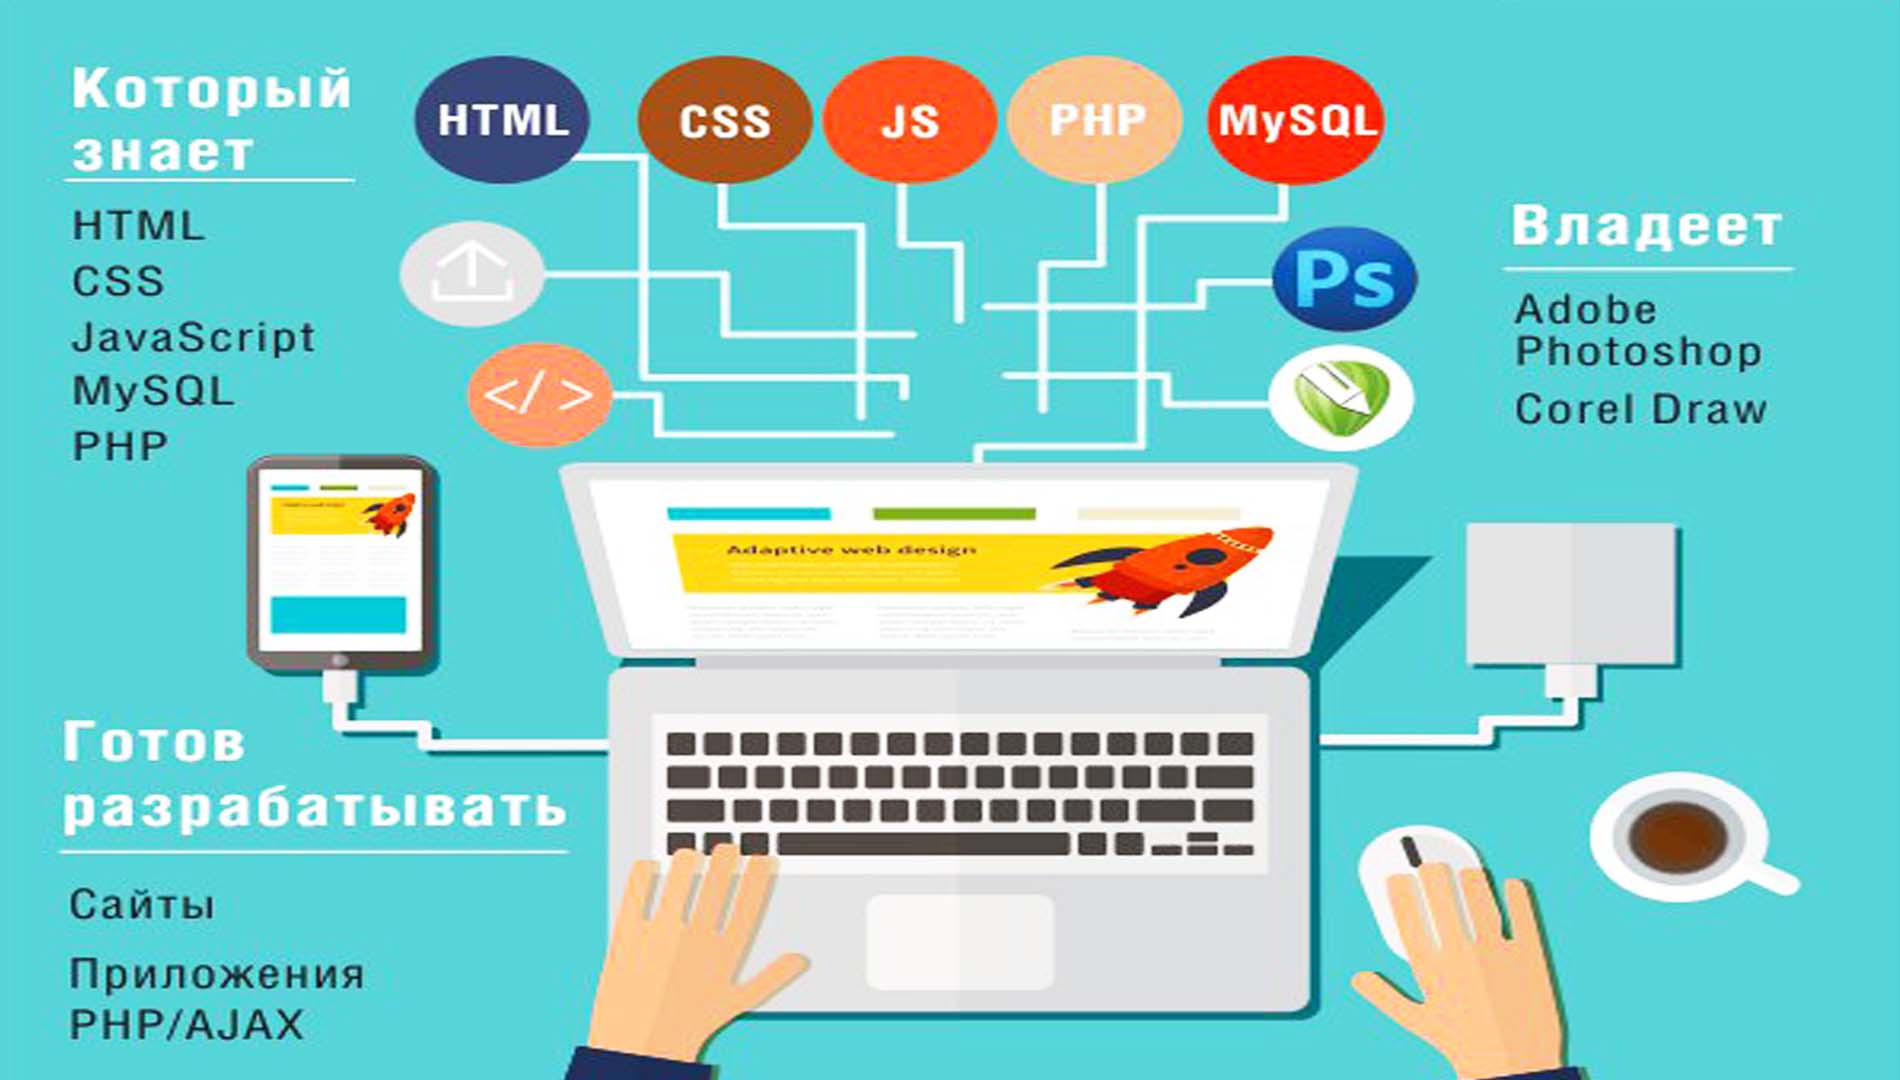 Который
знает
HTML
CSS
JavaScript
MySQL
PHP
HTML
CSS
JS
PHP
MySQL
</>
Ps
Владеет
Adobe
Photoshop
Corel Draw
Adaptive web design
Готов
разрабатывать
Сайты
Приложения
PHP/AJAX